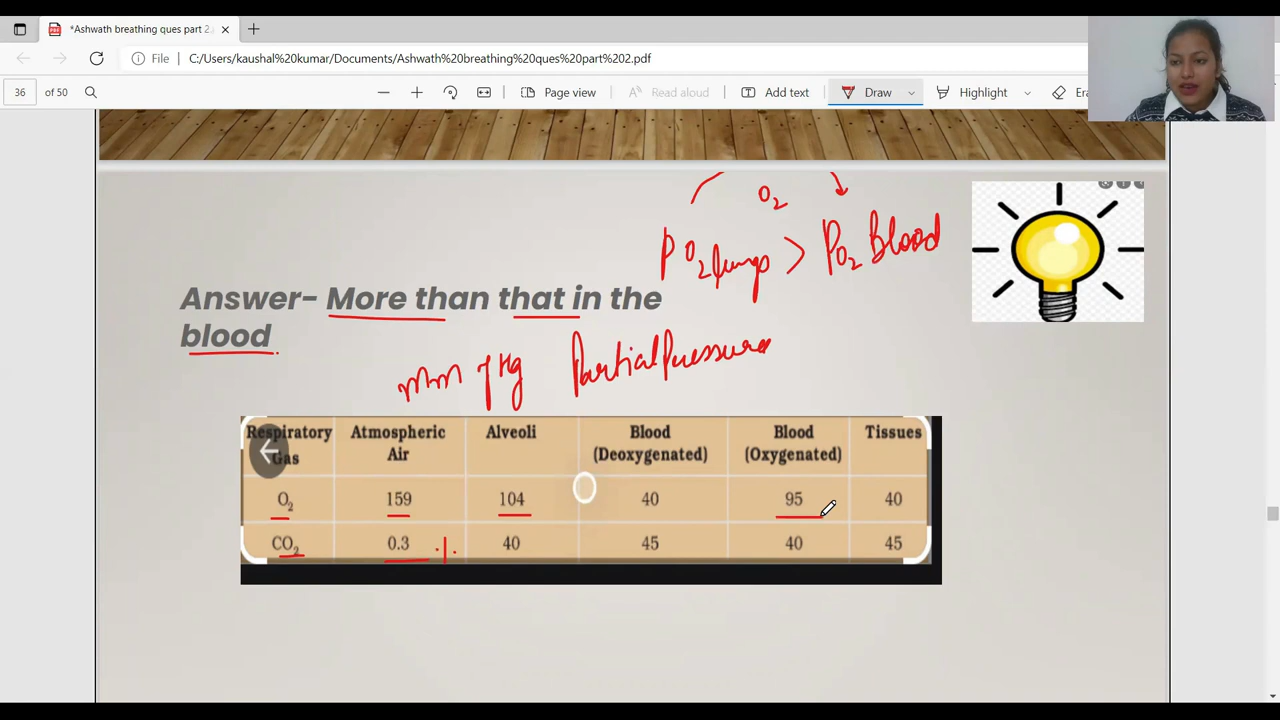 *Ashwath breathing ques part 2.
File
C:/Users/kaushal%20kumar/Documents/Ashwath%20breathing%20ques%20part%202.pdf
36 of 50
Page view
Read aloud
Add text
Draw
Highlight
Era
O2
PO2 lungs > PO2 Blood
Answer- More than that in the
blood
mm of Hg Partial Pressure
Respiratory Gas Atmospheric Air Alveoli Blood (Deoxygenated) Blood (Oxygenated) Tissues
O2 159 104 40 95 40
CO2 0.3 %. 40 45 40 45